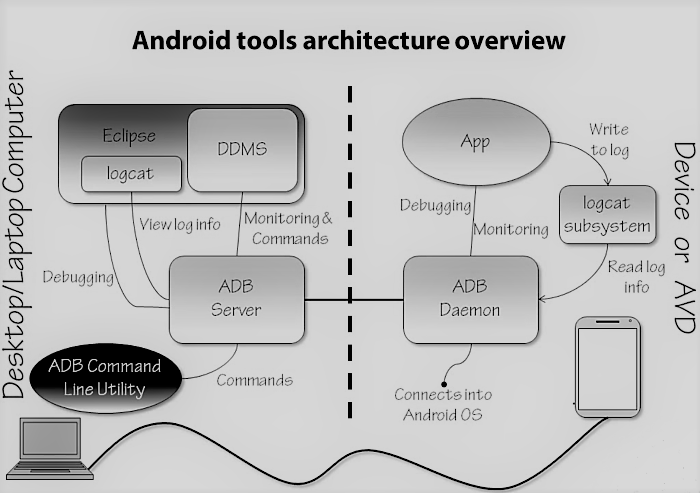 Android tools architecture overview
Desktop/Laptop Computer
Eclipse
logcat
DDMS
View log info
Monitoring &
Commands
Debugging
ADB
Server
ADB Command
Line Utility
Commands
App
Write
to log
Debugging
Monitoring
logcat
subsystem
Read log
info
ADB
Daemon
Connects into
Android OS
Device or AVD